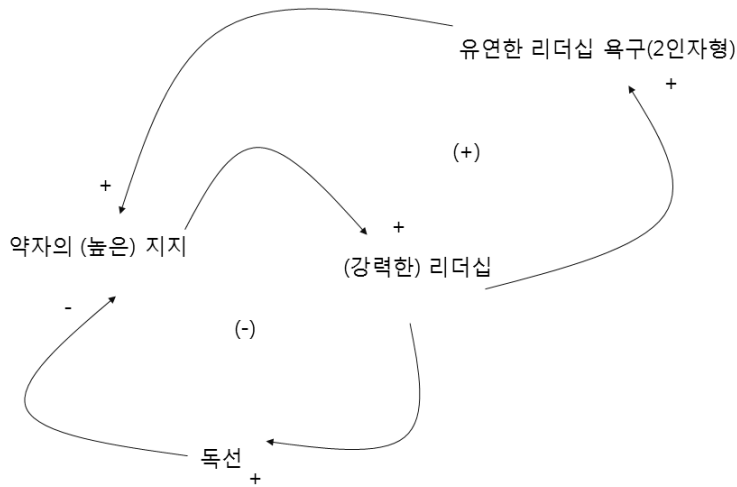 유연한 리더십 욕구(2인자형)
+
(+)
+
+
약자의 (높은) 지지
(강력한) 리더십
-
(-)
독선
+